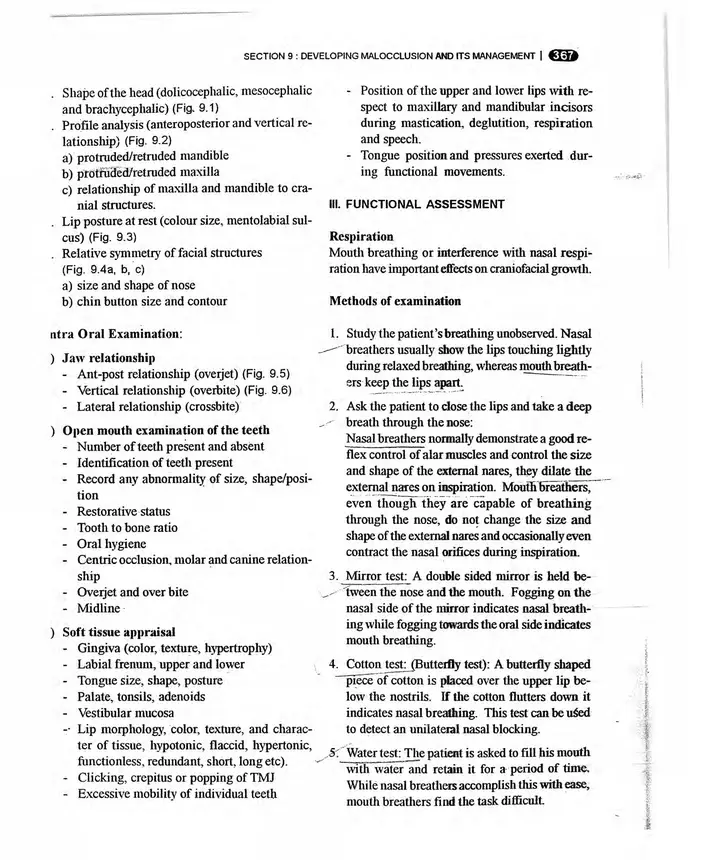 SECTION 9 : DEVELOPING MALOCCLUSION AND ITS MANAGEMENT | 367
. Shape of the head (dolicocephalic, mesocephalic
and brachycephalic) (Fig. 9.1)
. Profile analysis (anteroposterior and vertical re-
lationship) (Fig. 9.2)
a) protruded/retruded mandible
b) protruded/retruded maxilla
c) relationship of maxilla and mandible to cra-
nial structures.
. Lip posture at rest (colour size, mentolabial sul-
cus) (Fig. 9.3)
. Relative symmetry of facial structures
(Fig. 9.4a, b, c)
a) size and shape of nose
b) chin button size and contour
ntra Oral Examination:
) Jaw relationship
- Ant-post relationship (overjet) (Fig. 9.5)
- Vertical relationship (overbite) (Fig. 9.6)
- Lateral relationship (crossbite)
) Open mouth examination of the teeth
- Number of teeth present and absent
- Identification of teeth present
- Record any abnormality of size, shape/posi-
tion
- Restorative status
- Tooth to bone ratio
- Oral hygiene
- Centric occlusion, molar and canine relation-
ship
- Overjet and over bite
- Midline
) Soft tissue appraisal
- Gingiva (color, texture, hypertrophy)
- Labial frenum, upper and lower
- Tongue size, shape, posture
- Palate, tonsils, adenoids
- Vestibular mucosa
- Lip morphology, color, texture, and charac-
ter of tissue, hypotonic, flaccid, hypertonic,
functionless, redundant, short, long etc).
- Clicking, crepitus or popping of TMJ
- Excessive mobility of individual teeth
- Position of the upper and lower lips with re-
spect to maxillary and mandibular incisors
during mastication, deglutition, respiration
and speech.
- Tongue position and pressures exerted dur-
ing functional movements.
III. FUNCTIONAL ASSESSMENT
Respiration
Mouth breathing or interference with nasal respi-
ration have important effects on craniofacial growth.
Methods of examination
1. Study the patient's breathing unobserved. Nasal
breathers usually show the lips touching lightly
during relaxed breathing, whereas mouth breath-
ers keep the lips apart.
2. Ask the patient to close the lips and take a deep
breath through the nose:
Nasal breathers normally demonstrate a good re-
flex control of alar muscles and control the size
and shape of the external nares, they dilate the
external nares on inspiration. Mouth breathers,
even though they are capable of breathing
through the nose, do not change the size and
shape of the external nares and occasionally even
contract the nasal orifices during inspiration.
3. Mirror test: A double sided mirror is held be-
tween the nose and the mouth. Fogging on the
nasal side of the mirror indicates nasal breath-
ing while fogging towards the oral side indicates
mouth breathing.
4. Cotton test: (Butterfly test): A butterfly shaped
piece of cotton is placed over the upper lip be-
low the nostrils. If the cotton flutters down it
indicates nasal breathing. This test can be used
to detect an unilateral nasal blocking.
5. Water test: The patient is asked to fill his mouth
with water and retain it for a period of time.
While nasal breathers accomplish this with ease,
mouth breathers find the task difficult.